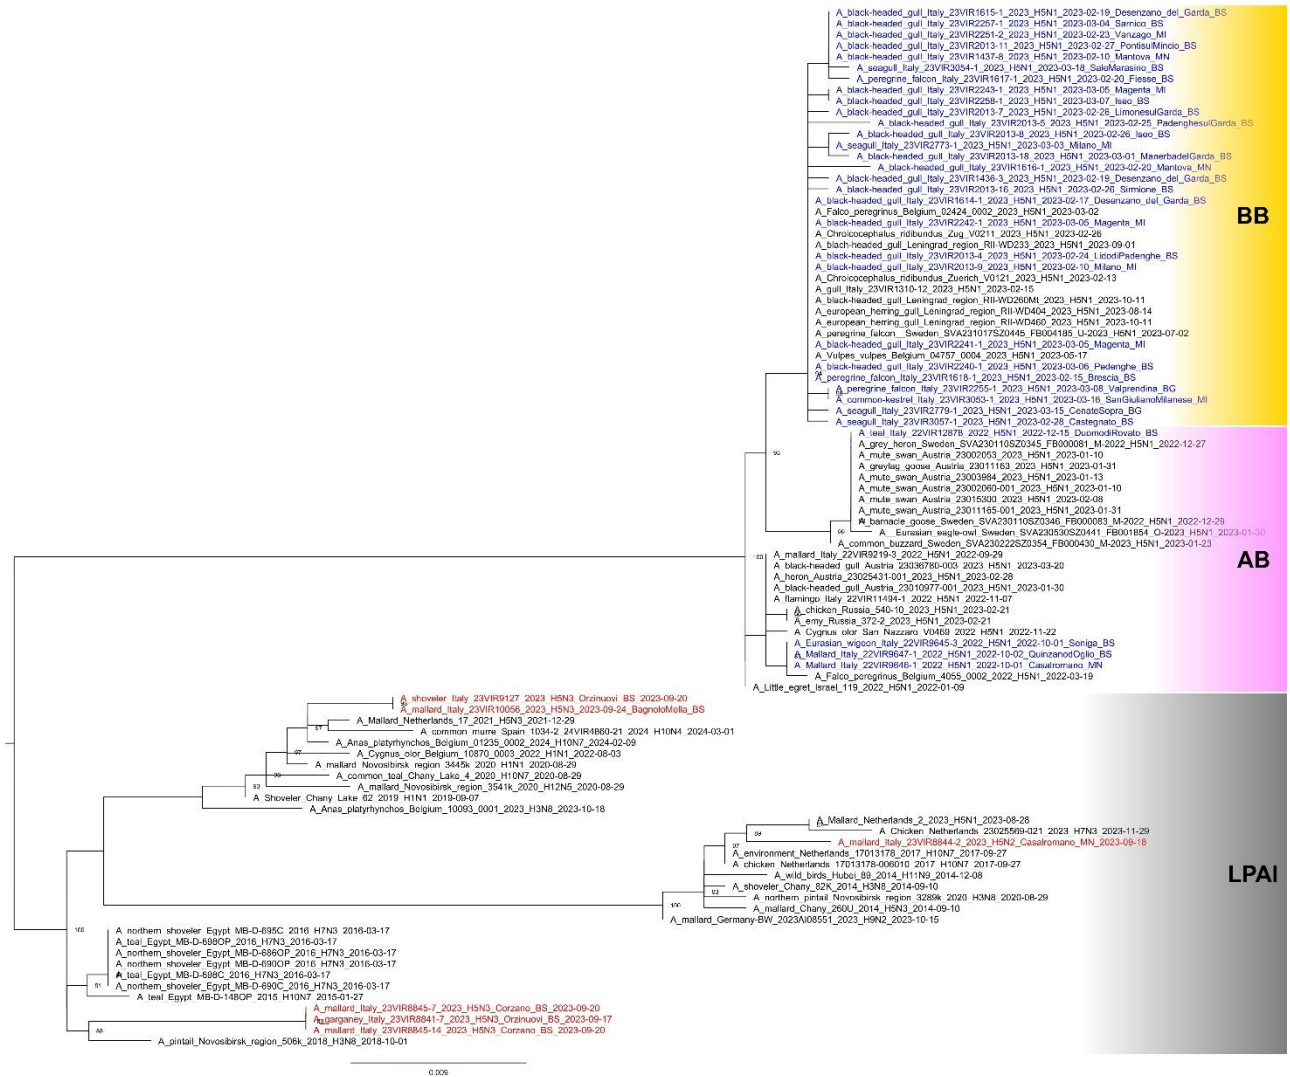 A_black-headed_gull_Italy_23VIR1615-1_2023_H5N1_2023-02-19_Desenzano_del_Garda_BS
A_black-headed_gull_Italy_23VIR2257-1_2023_H5N1_2023-03-04_Sarnico_BS
A_black-headed_gull_Italy_23VIR2251-2_2023_H5N1_2023-02-23_Vanzago_MI
A_black-headed_gull_Italy_23VIR2013-11_2023_H5N1_2023-02-27_PontisulMincio_BS
A_black-headed_gull_Italy_23VIR1437-8_2023_H5N1_2023-02-10_Mantova_MN
A_seagull_Italy_23VIR3054-1_2023_H5N1_2023-03-18_SaleMarasino_BS
A_peregrine_falcon_Italy_23VIR1617-1_2023_H5N1_2023-02-20_Fiesse_BS
A_black-headed_gull_Italy_23VIR2243-1_2023_H5N1_2023-03-05_Magenta_MI
A_black-headed_gull_Italy_23VIR2258-1_2023_H5N1_2023-03-07_Iseo_BS
A_black-headed_gull_Italy_23VIR2013-7_2023_H5N1_2023-02-26_LimonesulGarda_BS
A_black-headed_gull_Italy_23VIR2013-5_2023_H5N1_2023-02-25_PadenghesulGarda_BS
A_black-headed_gull_Italy_23VIR2013-8_2023_H5N1_2023-02-26_Iseo_BS
A_seagull_Italy_23VIR2773-1_2023_H5N1_2023-03-03_Milano_MI
A_black-headed_gull_Italy_23VIR2013-18_2023_H5N1_2023-03-01_ManerbadelGarda_BS
A_black-headed_gull_Italy_23VIR1616-1_2023_H5N1_2023-02-20_Mantova_MN
A_black-headed_gull_Italy_23VIR1436-3_2023_H5N1_2023-02-19_Desenzano_del_Garda_BS
A_black-headed_gull_Italy_23VIR2013-16_2023_H5N1_2023-02-26_Sirmione_BS
A_black-headed_gull_Italy_23VIR1614-1_2023_H5N1_2023-02-17_Desenzano_del_Garda_BS
A_Falco_peregrinus_Belgium_02424_0002_2023_H5N1_2023-03-02
BB
A_black-headed_gull_Italy_23VIR2242-1_2023_H5N1_2023-03-05_Magenta_MI
A_Chroicocephalus_ridibundus_Zug_V0211_2023_H5N1_2023-02-26
A_black-headed_gull_Leningrad_region_RII-WD233_2023_H5N1_2023-09-01
A_black-headed_gull_Italy_23VIR2013-4_2023_H5N1_2023-02-24_LidodiPadenghe_BS
A_black-headed_gull_Italy_23VIR2013-9_2023_H5N1_2023-02-10_Milano_MI
A_Chroicocephalus_ridibundus_Zuerich_V0121_2023_H5N1_2023-02-13
A_gull_Italy_23VIR1310-12_2023_H5N1_2023-02-15
A_black-headed_gull_Leningrad_region_RII-WD260Mt_2023_H5N1_2023-10-11
A_european_herring_gull_Leningrad_region_RII-WD404_2023_H5N1_2023-08-14
A_european_herring_gull_Leningrad_region_RII-WD460_2023_H5N1_2023-10-11
A_peregrine_falcon__Sweden_SVA231017SZ0445_FB004185_U-2023_H5N1_2023-07-02
A_black-headed_gull_Italy_23VIR2241-1_2023_H5N1_2023-03-05_Magenta_MI
A_Vulpes_vulpes_Belgium_04757_0004_2023_H5N1_2023-05-17
A_black-headed_gull_Italy_23VIR2240-1_2023_H5N1_2023-03-06_Padenghe_BS
A_peregrine_falcon_Italy_23VIR1618-1_2023_H5N1_2023-02-15_Brescia_BS
A_peregrine_falcon_Italy_23VIR2255-1_2023_H5N1_2023-03-08_Valprendina_BG
A_common-kestrel_Italy_23VIR3053-1_2023_H5N1_2023-03-16_SanGiulianoMilanese_MI
A_seagull_Italy_23VIR2779-1_2023_H5N1_2023-03-15_CenateSopra_BG
A_seagull_Italy_23VIR3057-1_2023_H5N1_2023-02-28_Castegnato_BS
A_teal_Italy_22VIR12878_2022_H5N1_2022-12-15_DuomodiRovato_BS
A_grey_heron_Sweden_SVA230110SZ0345_FB000081_M-2022_H5N1_2022-12-27
A_mute_swan_Austria_23002053_2023_H5N1_2023-01-10
A_greylag_goose_Austria_23011163_2023_H5N1_2023-01-31
A_mute_swan_Austria_23003984_2023_H5N1_2023-01-13
A_mute_swan_Austria_23002060-001_2023_H5N1_2023-01-10
A_mute_swan_Austria_23015300_2023_H5N1_2023-02-08
A_mute_swan_Austria_23011165-001_2023_H5N1_2023-01-31
A_barnacle_goose_Sweden_SVA230110SZ0346_FB000083_M-2022_H5N1_2022-12-29
A__Eurasian_eagle-owl_Sweden_SVA230530SZ0441_FB001854_O-2023_H5N1_2023-01-30
A_common_buzzard_Sweden_SVA230222SZ0354_FB000430_M-2023_H5N1_2023-01-23
A_mallard_Italy_22VIR9219-3_2022_H5N1_2022-09-29
AB
A_black-headed_gull_Austria_23036780-003_2023_H5N1_2023-03-20
A_heron_Austria_23025431-001_2023_H5N1_2023-02-28
A_black-headed_gull_Austria_23010977-001_2023_H5N1_2023-01-30
A_flamingo_Italy_22VIR11494-1_2022_H5N1_2022-11-07
A_chicken_Russia_540-10_2023_H5N1_2023-02-21
A_emy_Russia_372-2_2023_H5N1_2023-02-21
A_Cygnus_olor_San_Nazzaro_V0469_2022_H5N1_2022-11-22
A_Eurasian_wigeon_Italy_22VIR9645-3_2022_H5N1_2022-10-01_Seniga_BS
A_Mallard_Italy_22VIR9647-1_2022_H5N1_2022-10-02_QuinzanodOglio_BS
A_Mallard_Italy_22VIR9646-1_2022_H5N1_2022-10-01_Casalromano_MN
A_Falco_peregrinus_Belgium_4055_0002_2022_H5N1_2022-03-19
A_Little_egret_Israel_119_2022_H5N1_2022-01-09
A_shoveler_Italy_23VIR9127_2023_H5N3_Orzinuovi_BS_2023-09-20
A_mallard_Italy_23VIR10056_2023_H5N3_2023-09-24_BagnoloMella_BS
A_Mallard_Netherlands_17_2021_H5N3_2021-12-29
97
A_common_murre_Spain_1034-2_24VIR4860-21_2024_H10N4_2024-03-01
A_Anas_platyrhynchos_Belgium_01235_0002_2024_H10N7_2024-02-09
97
A_Cygnus_olor_Belgium_10870_0003_2022_H1N1_2022-08-03
A_mallard_Novosibirsk_region_3445k_2020_H1N1_2020-08-29
A_common_teal_Chany_Lake_4_2020_H10N7_2020-08-29
93
A_mallard_Novosibirsk_region_3541k_2020_H12N5_2020-08-29
A_Shoveler_Chany_Lake_62_2019_H1N1_2019-09-07
A_Anas_platyrhynchos_Belgium_10093_0001_2023_H3N8_2023-10-18
A_Mallard_Netherlands_2_2023_H5N1_2023-08-28
A_Chicken_Netherlands_23025569-021_2023_H7N3_2023-11-29
A_mallard_Italy_23VIR8844-2_2023_H5N2_Casalromano_MN_2023-09-18
97
A_environment_Netherlands_17013178_2017_H10N7_2017-09-27
A_chicken_Netherlands_17013178-006010_2017_H10N7_2017-09-27
A_wild_birds_Hubei_89_2014_H11N9_2014-12-08
LPAI
A_shoveler_Chany_82K_2014_H3N8_2014-09-10
93
A_northern_pintail_Novosibirsk_region_3289k_2020_H3N8_2020-08-29
100
A_mallard_Chany_260U_2014_H5N3_2014-09-10
A_mallard_Germany-BW_2023AI08551_2023_H9N2_2023-10-15
100
A_northern_shoveler_Egypt_MB-D-695C_2016_H7N3_2016-03-17
A_teal_Egypt_MB-D-698OP_2016_H7N3_2016-03-17
A_northern_shoveler_Egypt_MB-D-686OP_2016_H7N3_2016-03-17
A_northern_shoveler_Egypt_MB-D-690OP_2016_H7N3_2016-03-17
A_teal_Egypt_MB-D-698C_2016_H7N3_2016-03-17
91
A_northern_shoveler_Egypt_MB-D-690C_2016_H7N3_2016-03-17
A_teal_Egypt_MB-D-148OP_2015_H10N7_2015-01-27
A_mallard_Italy_23VIR8845-7_2023_H5N3_Corzano_BS_2023-09-20
A_garganey_Italy_23VIR8841-7_2023_H5N3_Orzinuovi_BS_2023-09-17
A_mallard_Italy_23VIR8845-14_2023_H5N3_Corzano_BS_2023-09-20
A_pintail_Novosibirsk_region_506k_2018_H3N8_2018-10-01
0.009